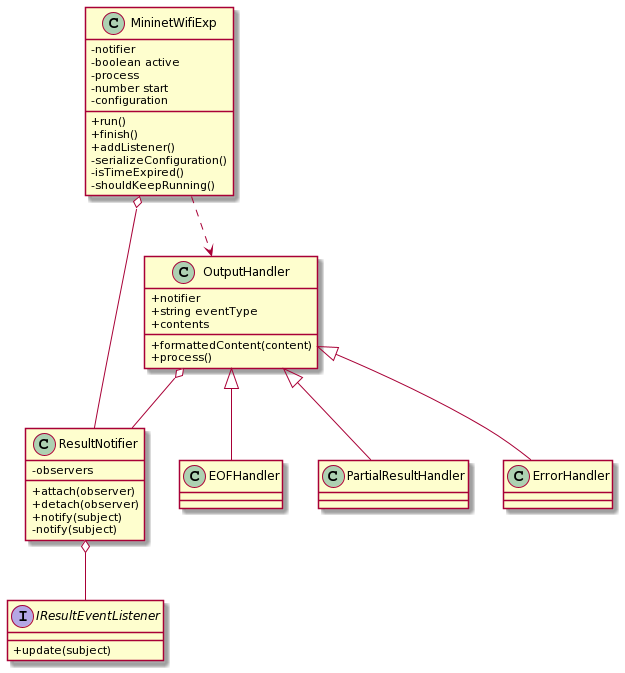 C MininetWifiExp
-notifier
-boolean active
-process
-number start
-configuration
+run()
+finish()
+addListener()
-serializeConfiguration()
-isTimeExpired()
-shouldKeepRunning()
C OutputHandler
+notifier
+string eventType
+contents
+formattedContent(content)
+process()
C ResultNotifier
-observers
+attach(observer)
+detach(observer)
+notify(subject)
-notify(subject)
C EOFHandler
C PartialResultHandler
C ErrorHandler
I IResultEventListener
+update(subject)